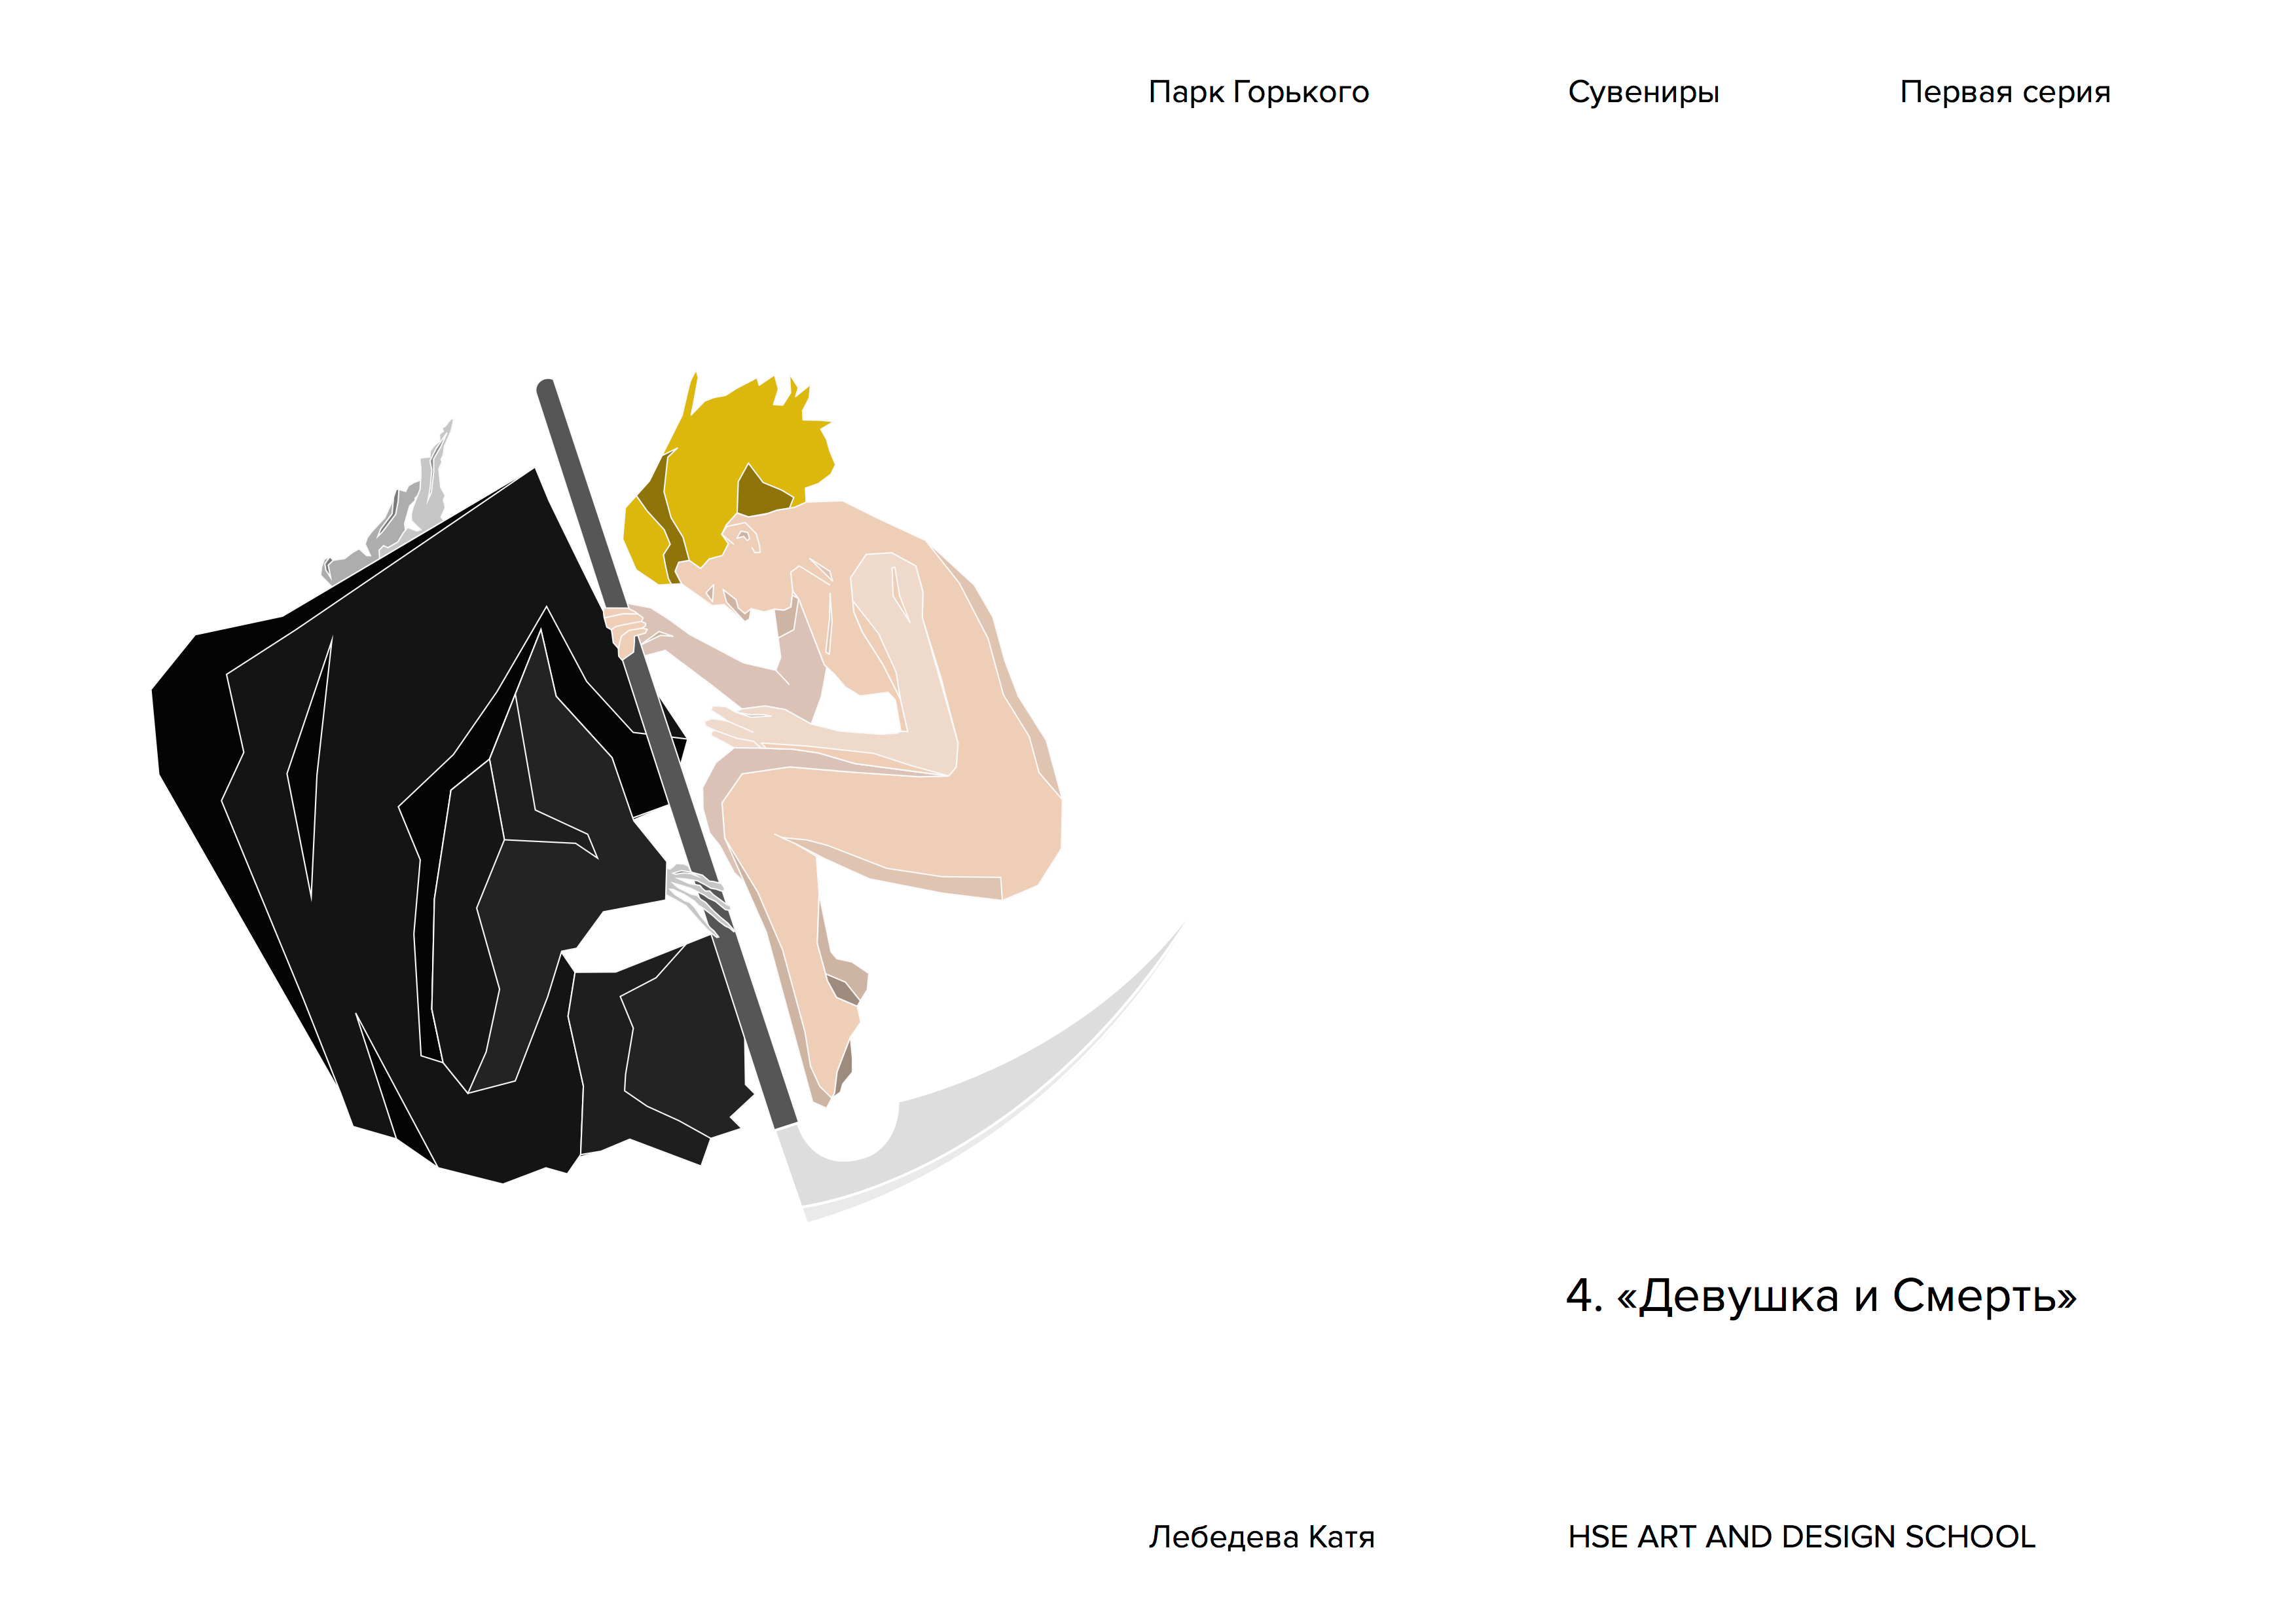 Парк Горького
Сувениры
Первая серия
4. «Девушка и Смерть»
Лебедева Катя
HSE ART AND DESIGN SCHOOL